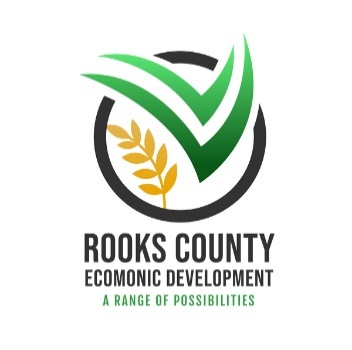 ROOKS COUNTY
ECOMONIC DEVELOPMENT
A RANGE OF POSSIBILITIES